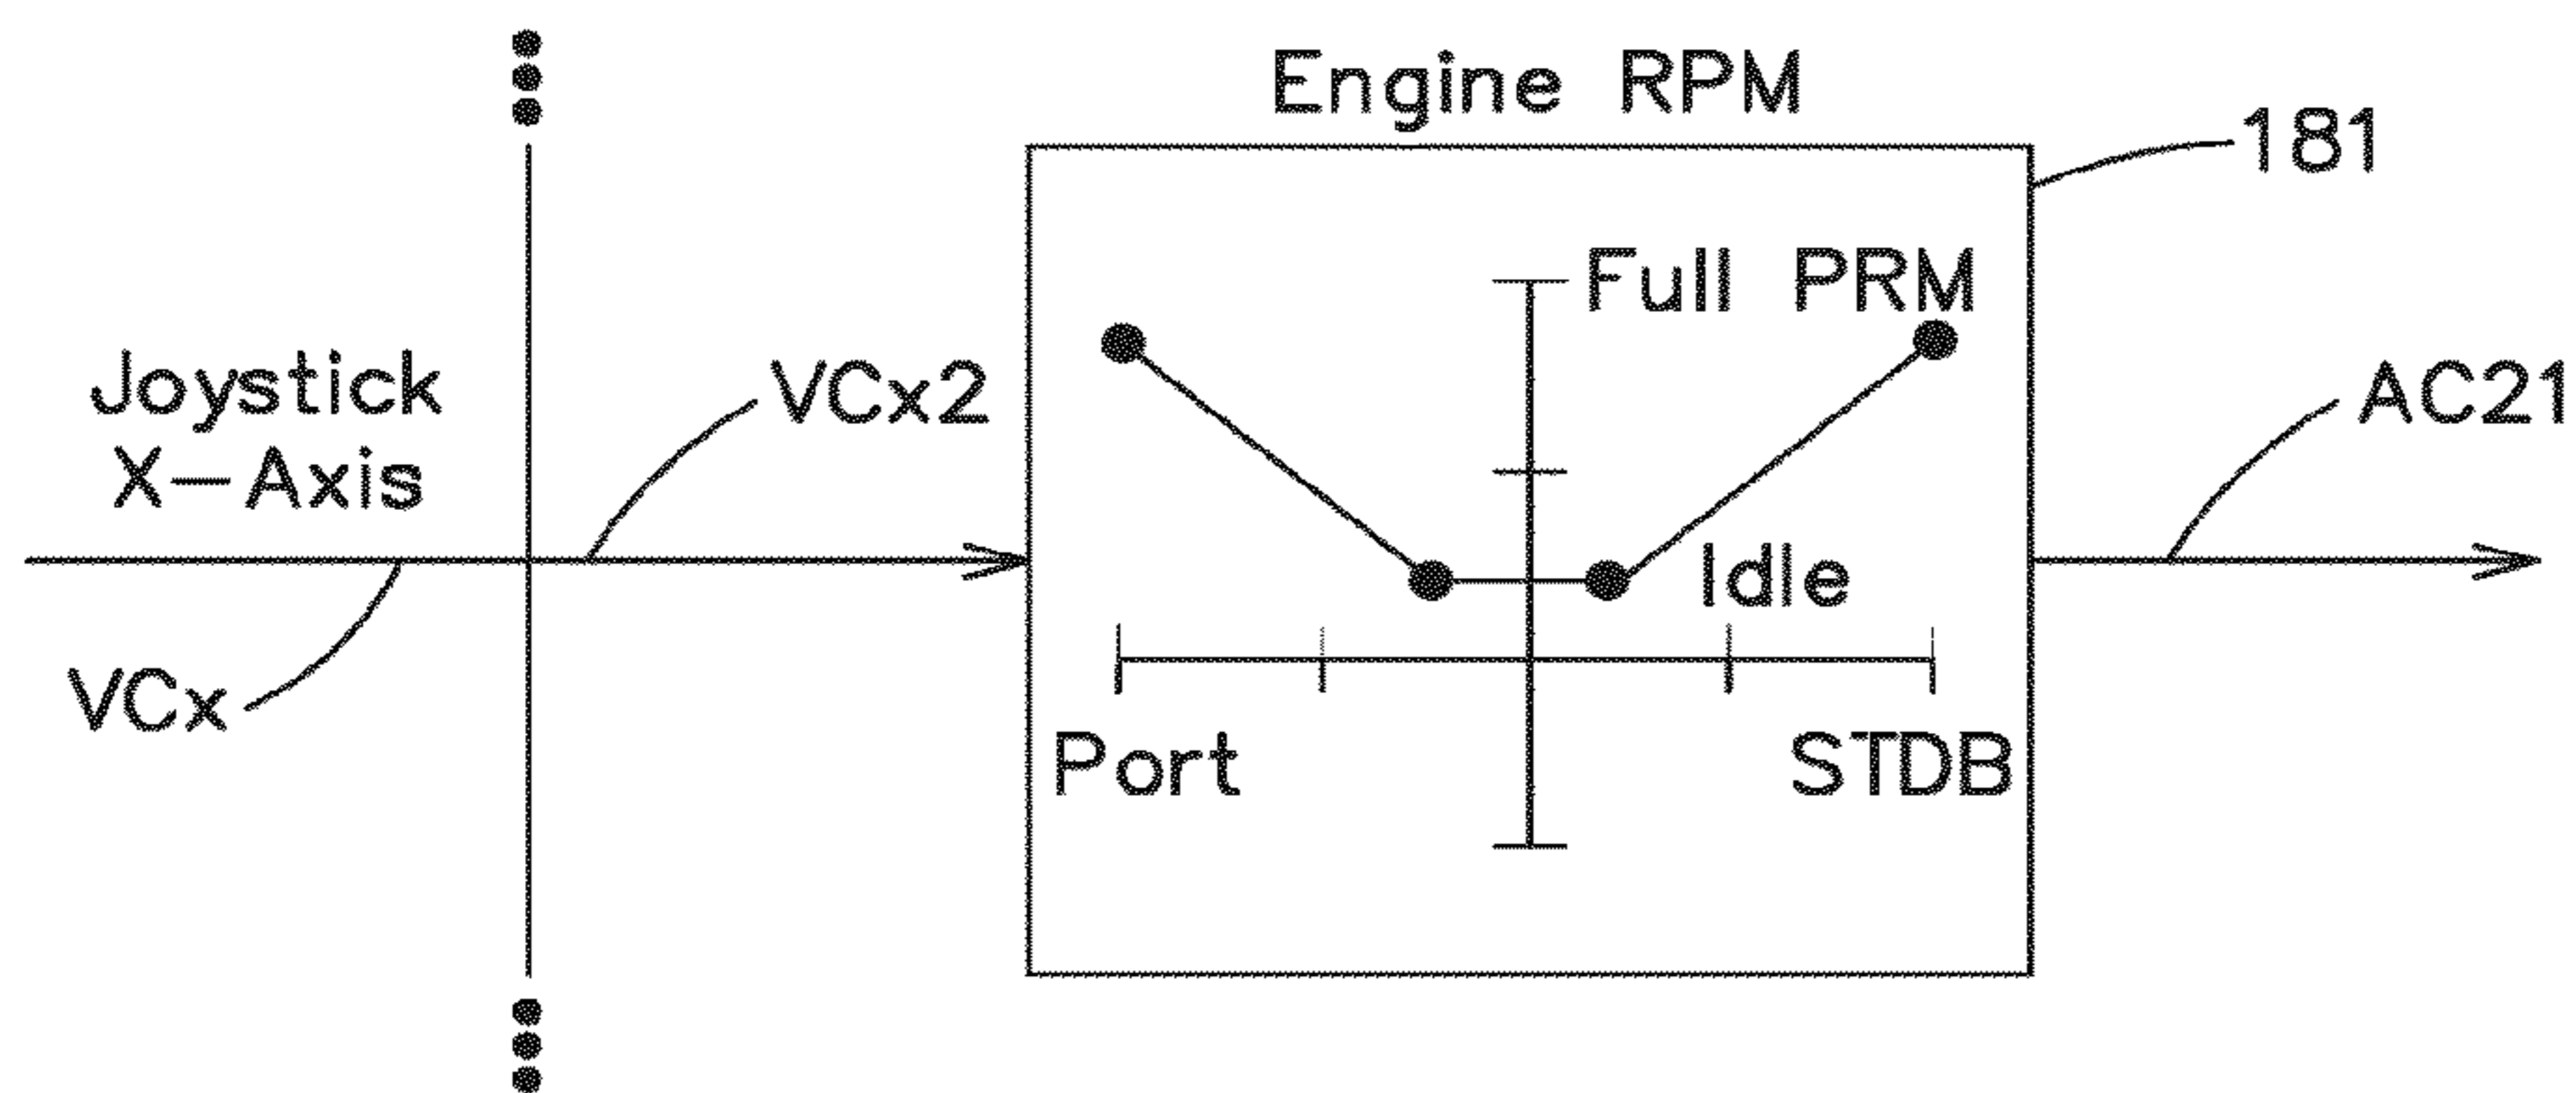 Engine RPM
181
Full PRM
Joystick
X-Axis
VCx2
AC21
Idle
VCx
Port
STDB